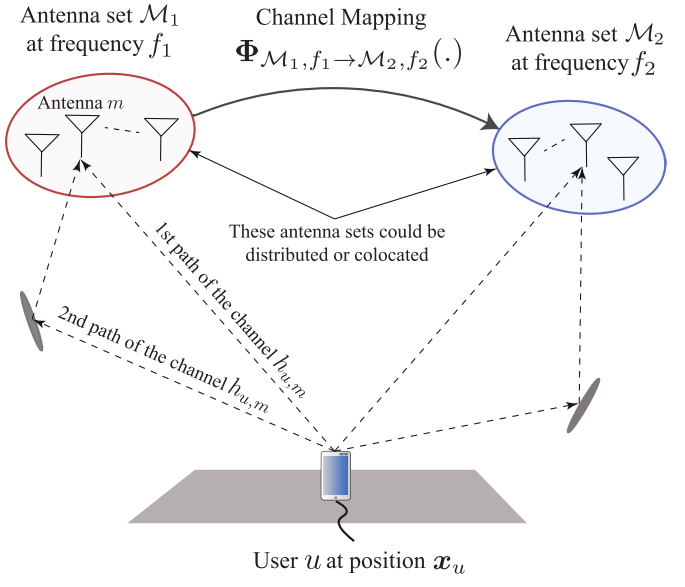 Antenna set ℳ₁
at frequency f₁
Channel Mapping
Φ_{ℳ₁,f₁→ℳ₂,f₂}(.)
Antenna set ℳ₂
at frequency f₂
Antenna m
These antenna sets could be
distributed or colocated
1st path of the channel h_{u,m}
2nd path of the channel h_{u,m}
User u at position x_u